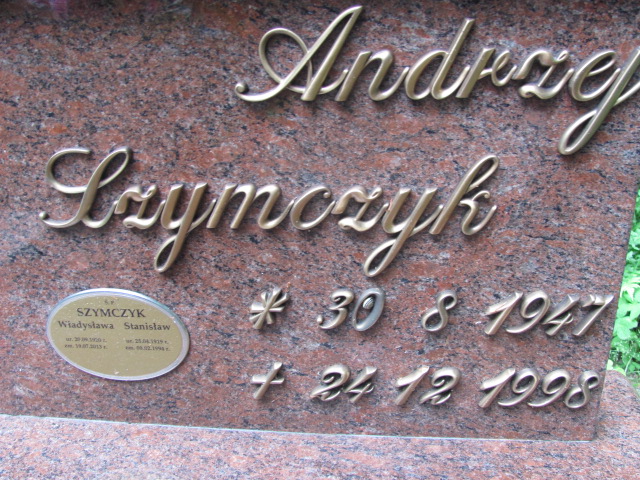 Andrzej
Szymczyk
* 30 8 1947
+ 24 12 1998
ś. p.
SZYMCZYK
Władysława Stanisław